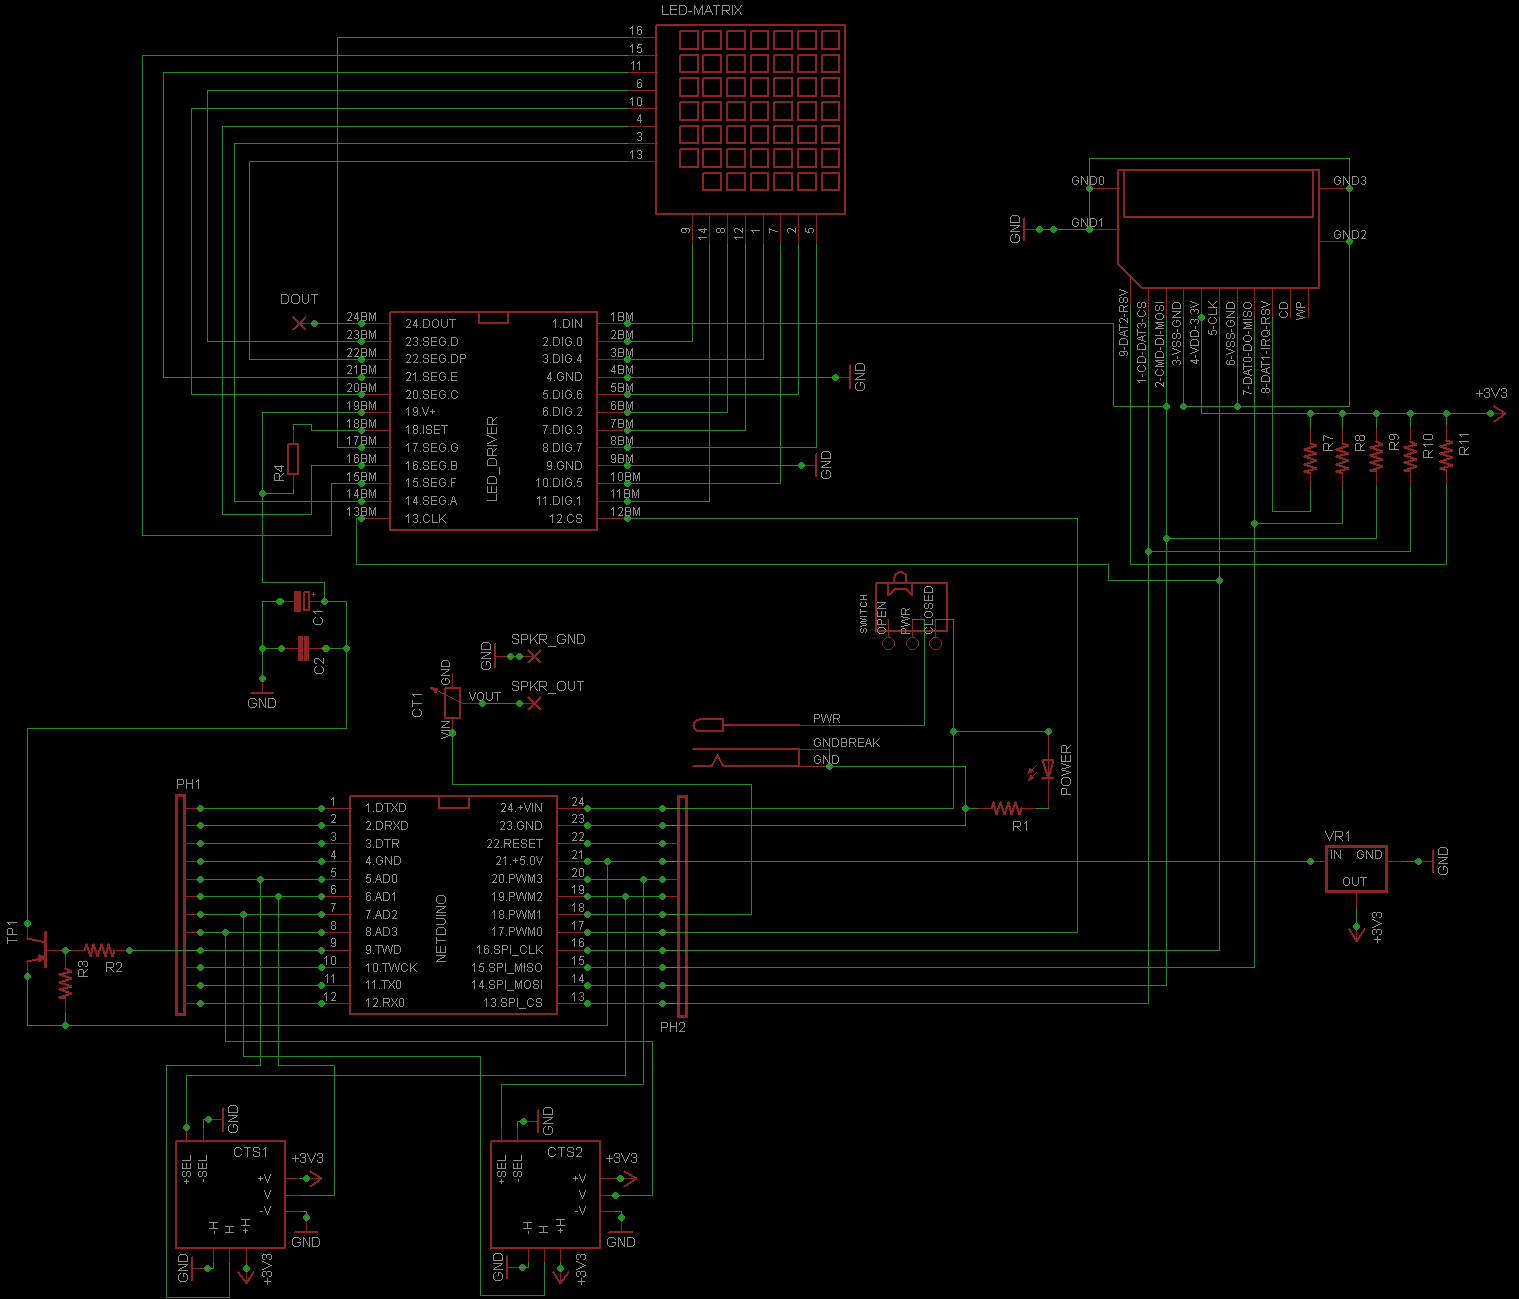 LED-MATRIX
16
15
11
6
10
4
3
13
9
14
8
12
1
7
2
5
GND0
GND3
GND
GND1
GND2
9-DAT2-RSV
1-CD-DAT3-CS
2-CMD-DI-MOSI
3-VSS-GND
4-VDD-3.3V
5-CLK
6-VSS-GND
7-DAT0-DO-MISO
8-DAT1-IRQ-RSV
CD
WP
+3V3
R7
R8
R9
R10
R11
DOUT
24BM
24.DOUT
1.DIN
1BM
23BM
23.SEG.D
2.DIG.0
2BM
22BM
22.SEG.DP
3.DIG.4
3BM
21BM
21.SEG.E
4.GND
4BM
GND
20BM
20.SEG.C
5.DIG.6
5BM
19BM
19.V+
6.DIG.2
6BM
18BM
18.ISET
7.DIG.3
7BM
17BM
17.SEG.G
8.DIG.7
8BM
16BM
16.SEG.B
9.GND
9BM
GND
15BM
15.SEG.F
10.DIG.5
10BM
14BM
14.SEG.A
11.DIG.1
11BM
13BM
13.CLK
12.CS
12BM
LED_DRIVER
R4
C1
+
C2
GND
SWITCH
OPEN
PWR
CLOSED
GND
SPKR_GND
GND
CT1
VOUT
SPKR_OUT
VIN
PWR
GNDBREAK
GND
POWER
R1
PH1
1
1.DTXD
24.+VIN
24
2
2.DRXD
23.GND
23
3
3.DTR
22.RESET
22
4
4.GND
21.+5.0V
21
5
5.AD0
20.PWM3
20
6
6.AD1
19.PWM2
19
7
7.AD2
18.PWM1
18
8
8.AD3
17.PWM0
17
9
9.TWD
16.SPI_CLK
16
10
10.TWCK
15.SPI_MISO
15
11
11.TX0
14.SPI_MOSI
14
12
12.RX0
13.SPI_CS
13
NETDUINO
PH2
VR1
IN
GND
OUT
GND
+3V3
TP1
R3
R2
GND
CTS1
+SEL
-SEL
+3V3
+V
V
-V
-H
H
+H
GND
GND
+3V3
GND
CTS2
+SEL
-SEL
+3V3
+V
V
-V
-H
H
+H
GND
GND
+3V3